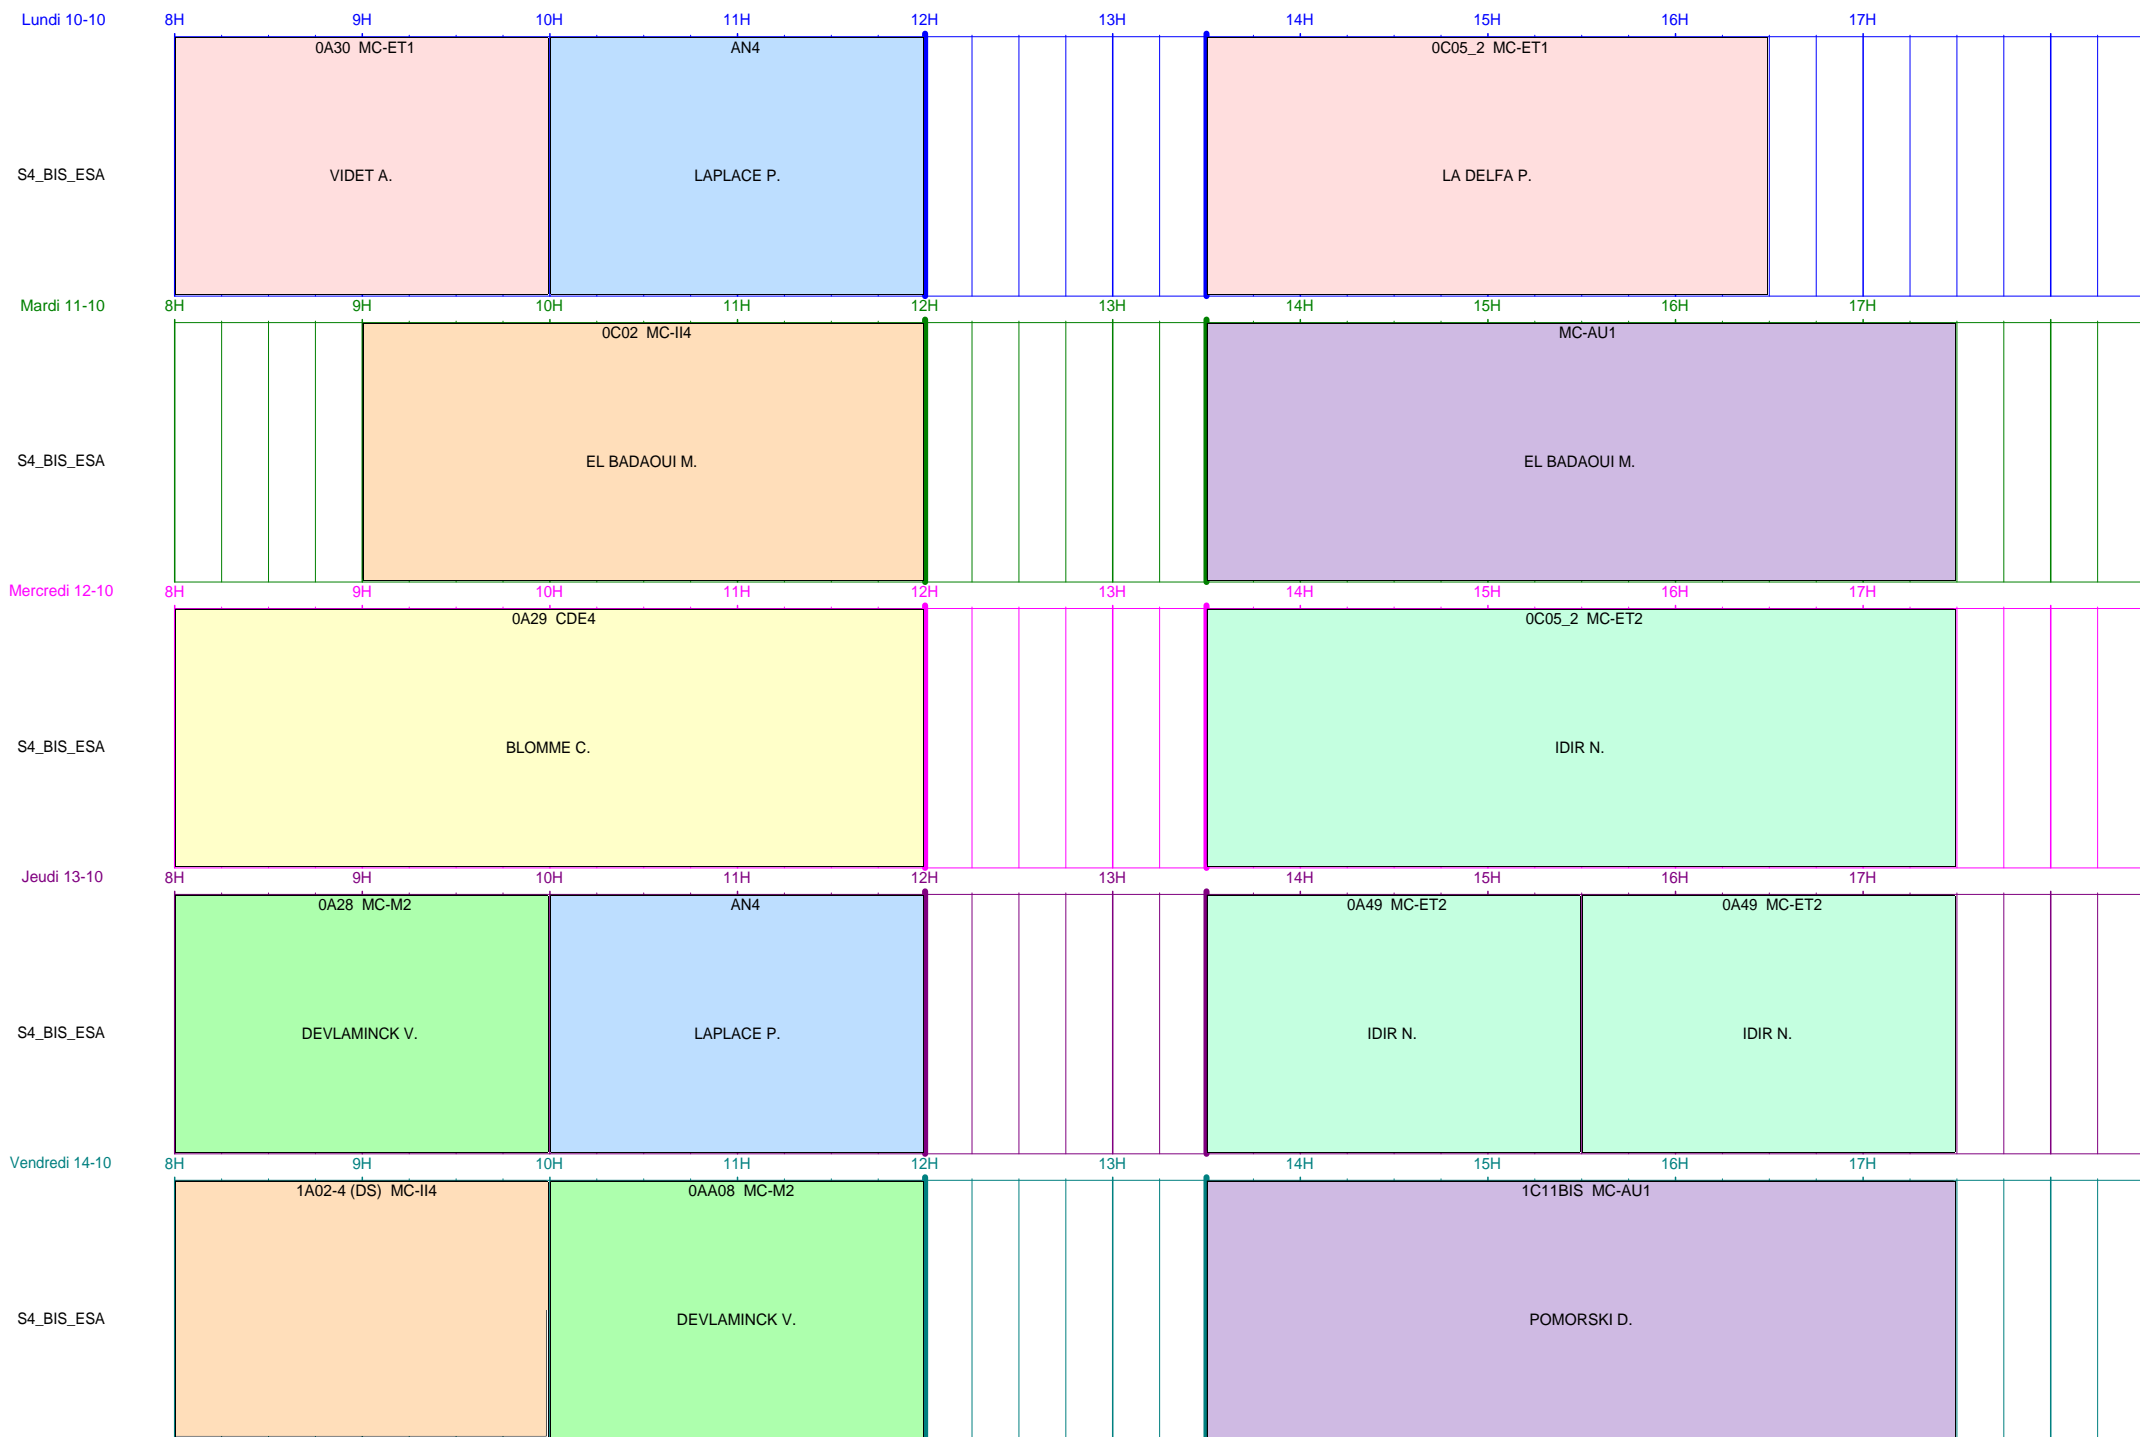 Lundi 10-10 8H 9H 10H 11H 12H 13H 14H 15H 16H 17H
0A30 MC-ET1 AN4 0C05_2 MC-ET1
S4_BIS_ESA VIDET A. LAPLACE P. LA DELFA P.
Mardi 11-10 8H 9H 10H 11H 12H 13H 14H 15H 16H 17H
0C02 MC-II4 MC-AU1
S4_BIS_ESA EL BADAOUI M. EL BADAOUI M.
Mercredi 12-10 8H 9H 10H 11H 12H 13H 14H 15H 16H 17H
0A29 CDE4 0C05_2 MC-ET2
S4_BIS_ESA BLOMME C. IDIR N.
Jeudi 13-10 8H 9H 10H 11H 12H 13H 14H 15H 16H 17H
0A28 MC-M2 AN4 0A49 MC-ET2 0A49 MC-ET2
S4_BIS_ESA DEVLAMINCK V. LAPLACE P. IDIR N. IDIR N.
Vendredi 14-10 8H 9H 10H 11H 12H 13H 14H 15H 16H 17H
1A02-4 (DS) MC-II4 0AA08 MC-M2 1C11BIS MC-AU1
S4_BIS_ESA DEVLAMINCK V. POMORSKI D.